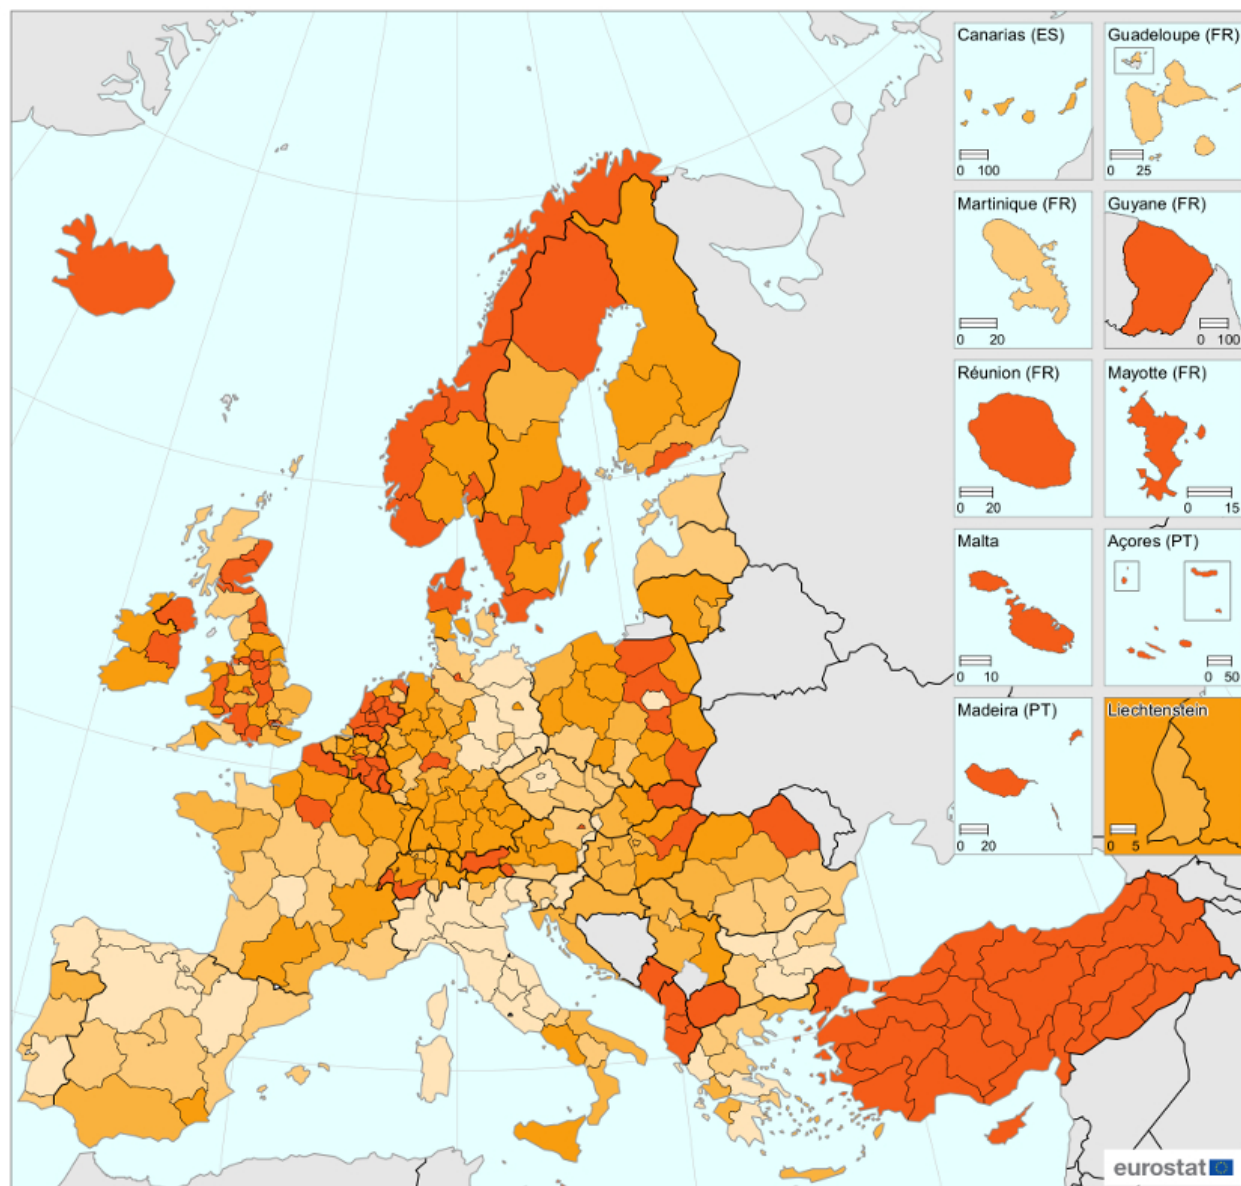 Canarias (ES)
0 100
Guadeloupe (FR)
0 25
Martinique (FR)
0 20
Guyane (FR)
0 100
Réunion (FR)
0 20
Mayotte (FR)
0 15
Malta
0 10
Açores (PT)
0 50
Madeira (PT)
0 20
Liechtenstein
0 5
eurostat